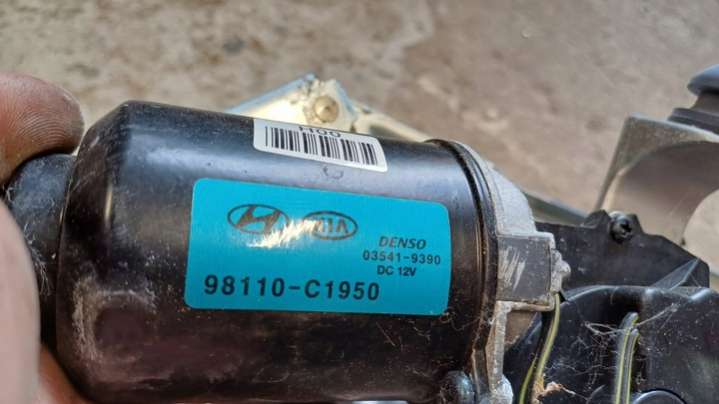 H00
KIA
DENSO
03541-9390
DC 12V
98110-C1950